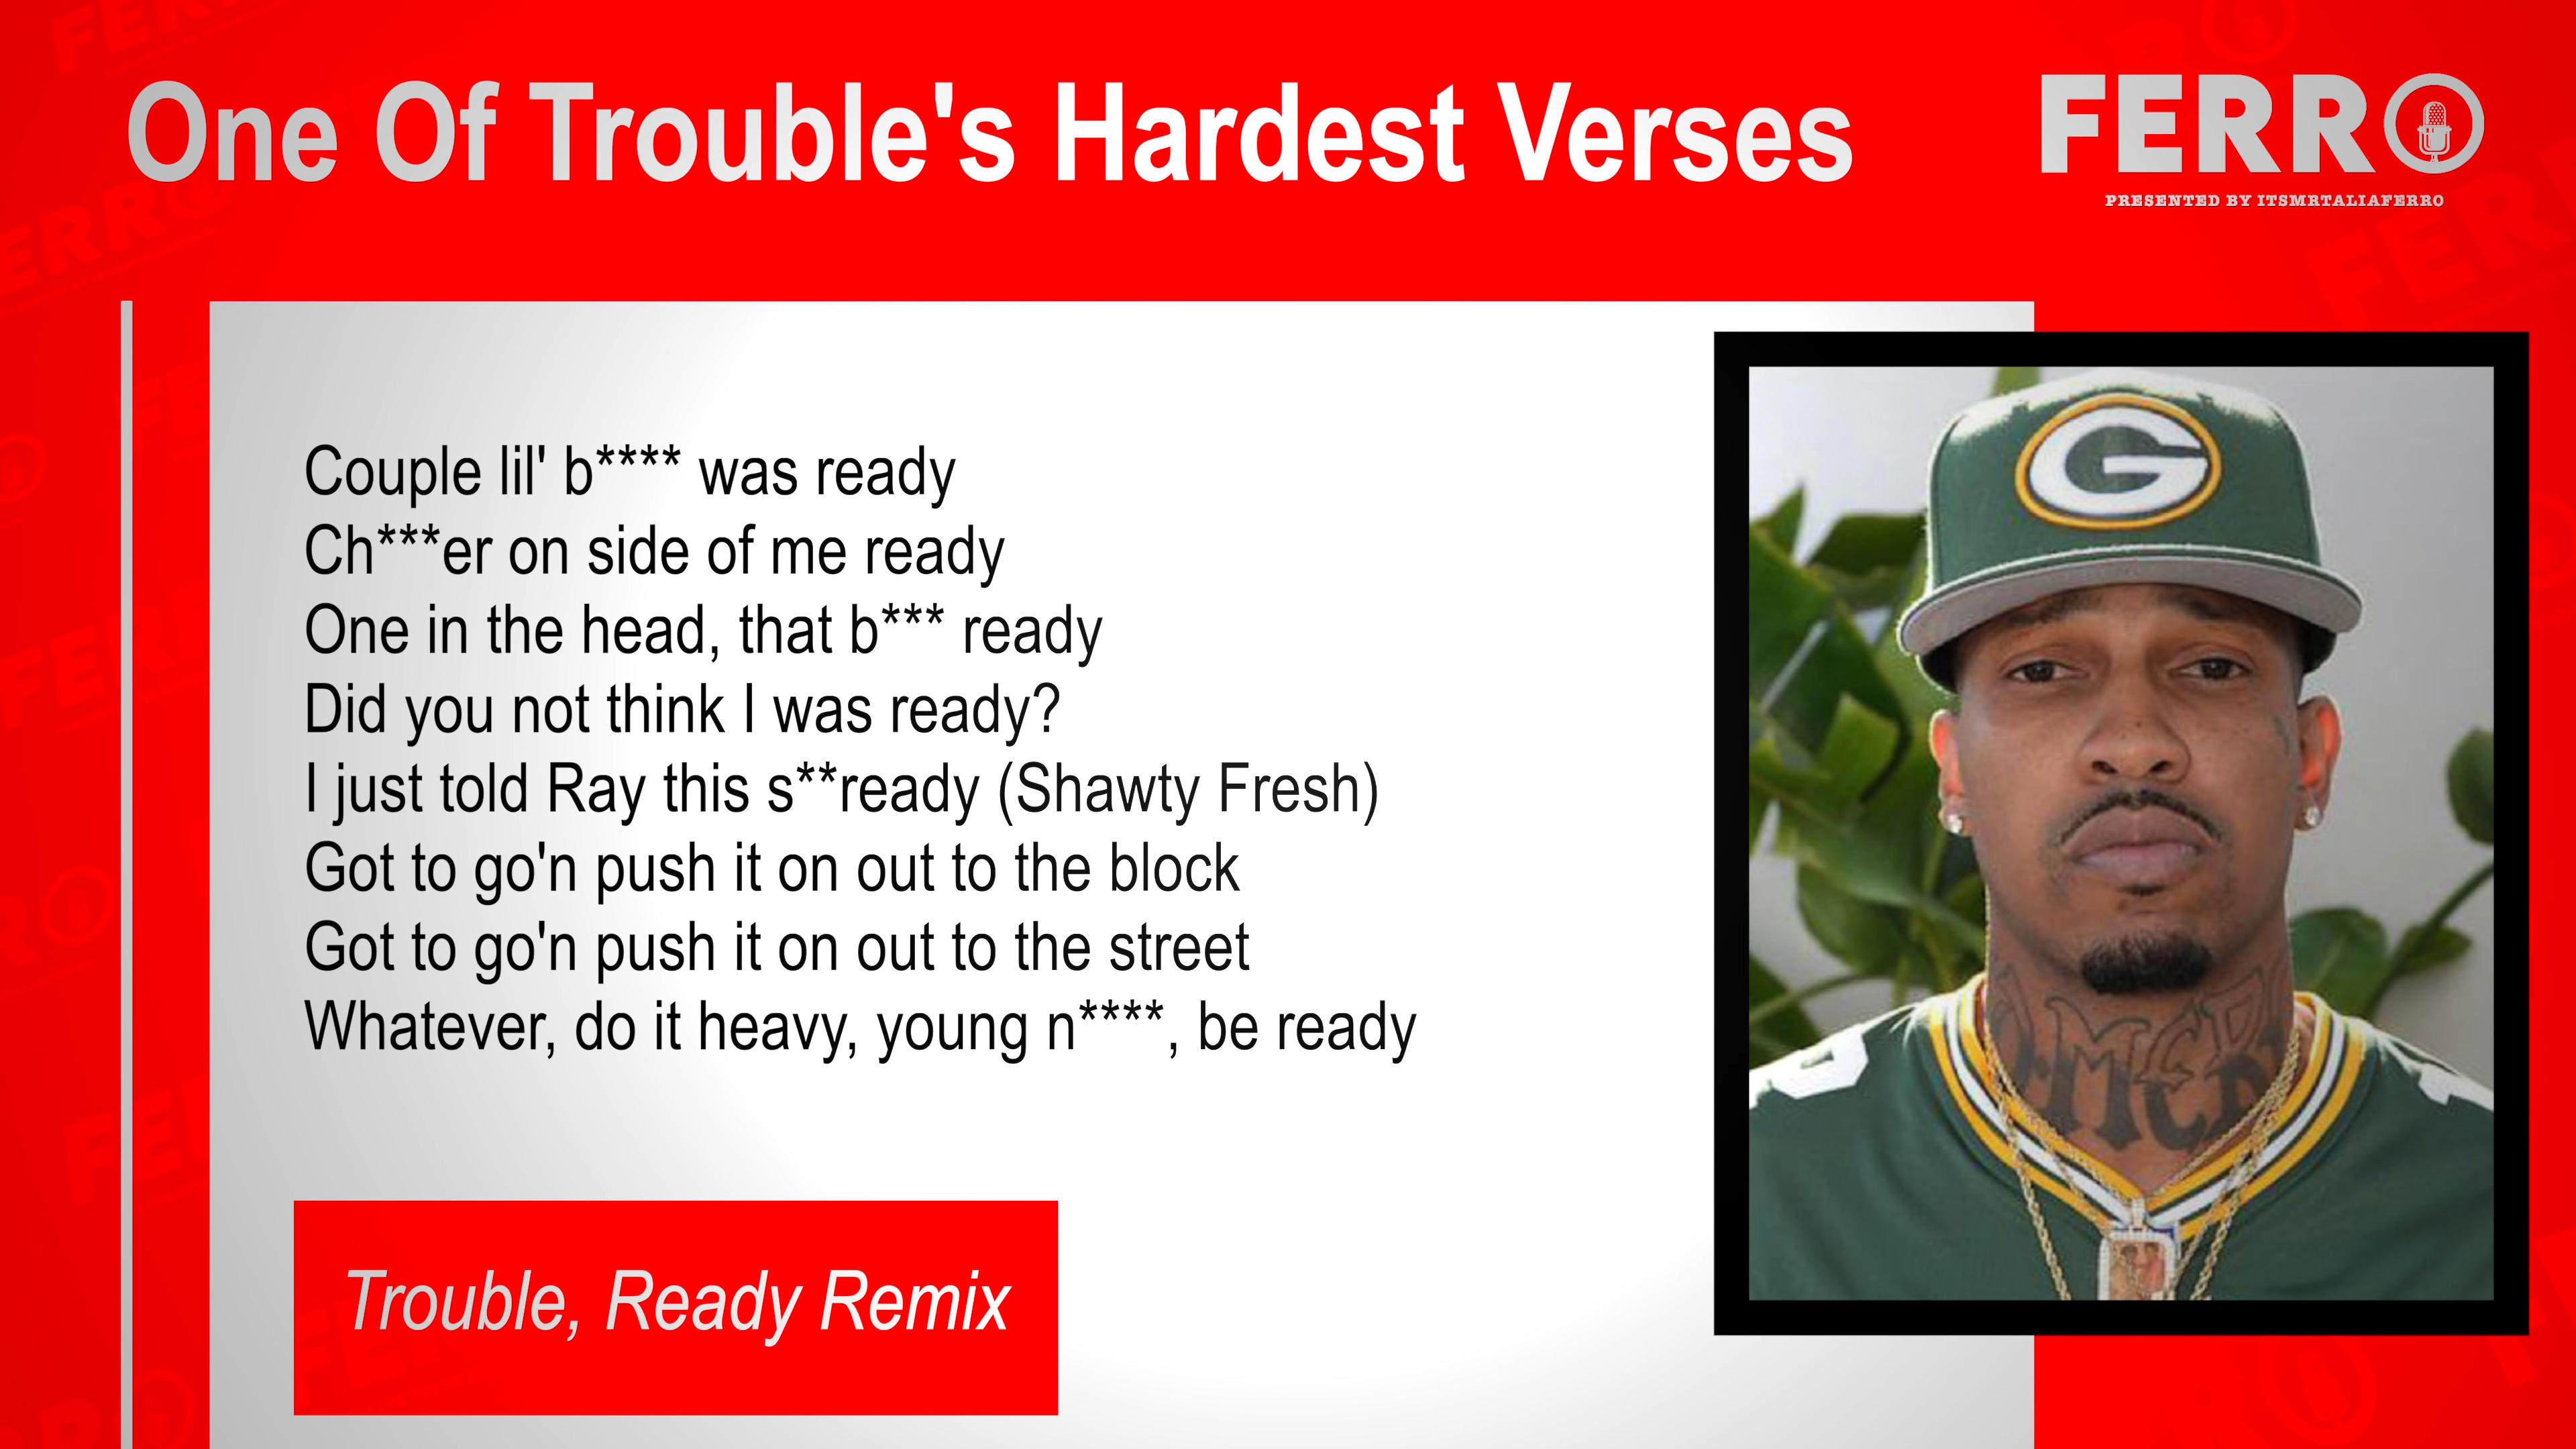 One Of Trouble's Hardest Verses
FERRO
PRESENTED BY ITSMRTALIAFERRO
Couple lil' b**** was ready
Ch***er on side of me ready
One in the head, that b*** ready
Did you not think I was ready?
I just told Ray this s**ready (Shawty Fresh)
Got to go'n push it on out to the block
Got to go'n push it on out to the street
Whatever, do it heavy, young n****, be ready
Trouble, Ready Remix
G